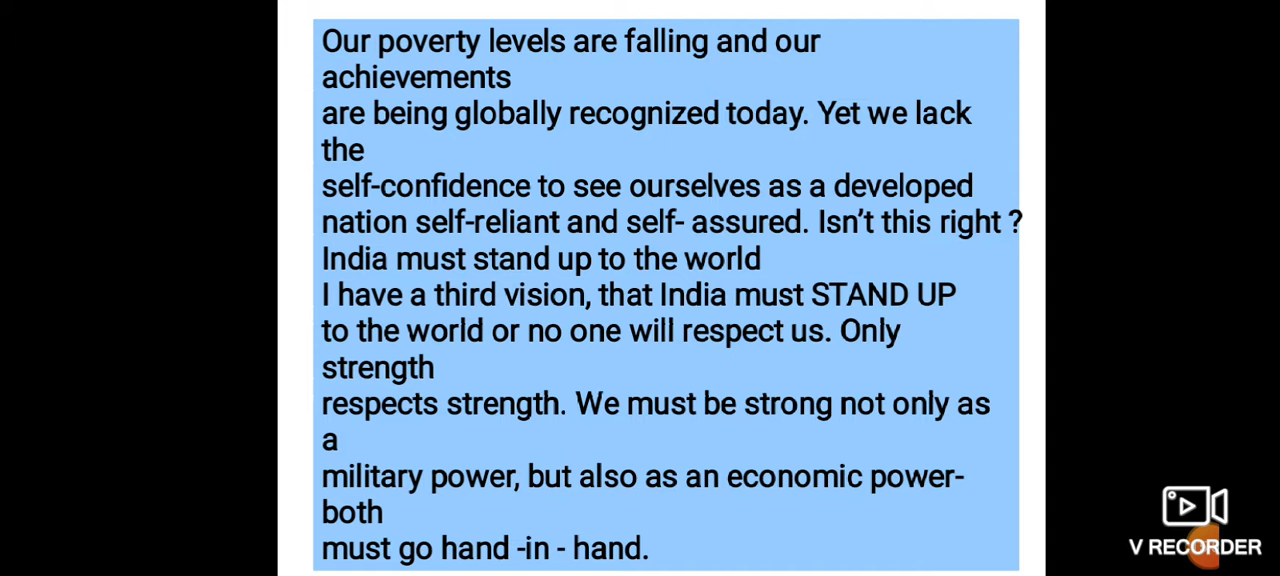 Our poverty levels are falling and our
achievements
are being globally recognized today. Yet we lack
the
self-confidence to see ourselves as a developed
nation self-reliant and self- assured. Isn’t this right ?
India must stand up to the world
I have a third vision, that India must STAND UP
to the world or no one will respect us. Only
strength
respects strength. We must be strong not only as
a
military power, but also as an economic power-
both
must go hand -in - hand.
V RECORDER